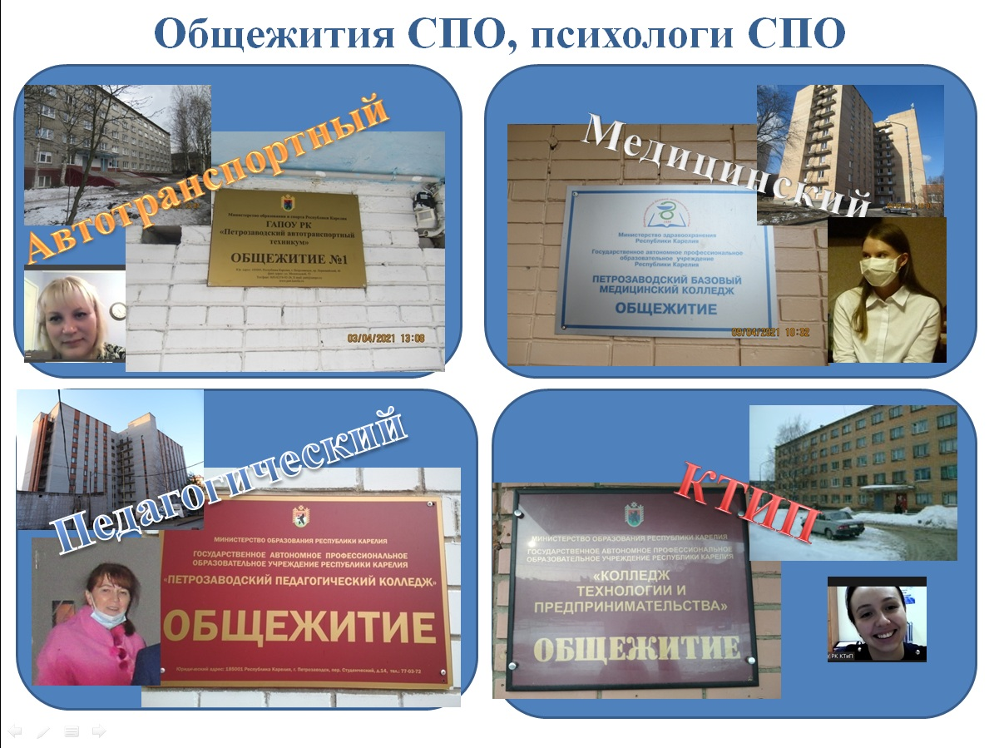 Общежития СПО, психологи СПО
Автотранспортный
Министерство образования и спорта Республики Карелия
ГАПОУ РК
«Петрозаводский автотранспортный
техникум»
ОБЩЕЖИТИЕ №1
03/04/2021 13:08
Медицинский
Министерство здравоохранения
Республики Карелия
Государственное автономное профессиональное
образовательное учреждение
Республики Карелия
ПЕТРОЗАВОДСКИЙ БАЗОВЫЙ
МЕДИЦИНСКИЙ КОЛЛЕДЖ
ОБЩЕЖИТИЕ
03/04/2021 10:32
Педагогический
МИНИСТЕРСТВО ОБРАЗОВАНИЯ РЕСПУБЛИКИ КАРЕЛИЯ
ГОСУДАРСТВЕННОЕ АВТОНОМНОЕ ПРОФЕССИОНАЛЬНОЕ
ОБРАЗОВАТЕЛЬНОЕ УЧРЕЖДЕНИЕ РЕСПУБЛИКИ КАРЕЛИЯ
«ПЕТРОЗАВОДСКИЙ ПЕДАГОГИЧЕСКИЙ КОЛЛЕДЖ»
ОБЩЕЖИТИЕ
Юридический адрес: 185001 Республика Карелия, г. Петрозаводск, пер. Студенческий, д.14, тел.: 77-03-72
КТИП
МИНИСТЕРСТВО ОБРАЗОВАНИЯ РЕСПУБЛИКИ КАРЕЛИЯ
ГОСУДАРСТВЕННОЕ АВТОНОМНОЕ ПРОФЕССИОНАЛЬНОЕ
ОБРАЗОВАТЕЛЬНОЕ УЧРЕЖДЕНИЕ РЕСПУБЛИКИ КАРЕЛИЯ
«КОЛЛЕДЖ
ТЕХНОЛОГИИ И
ПРЕДПРИНИМАТЕЛЬСТВА»
ОБЩЕЖИТИЕ
РК КТиП